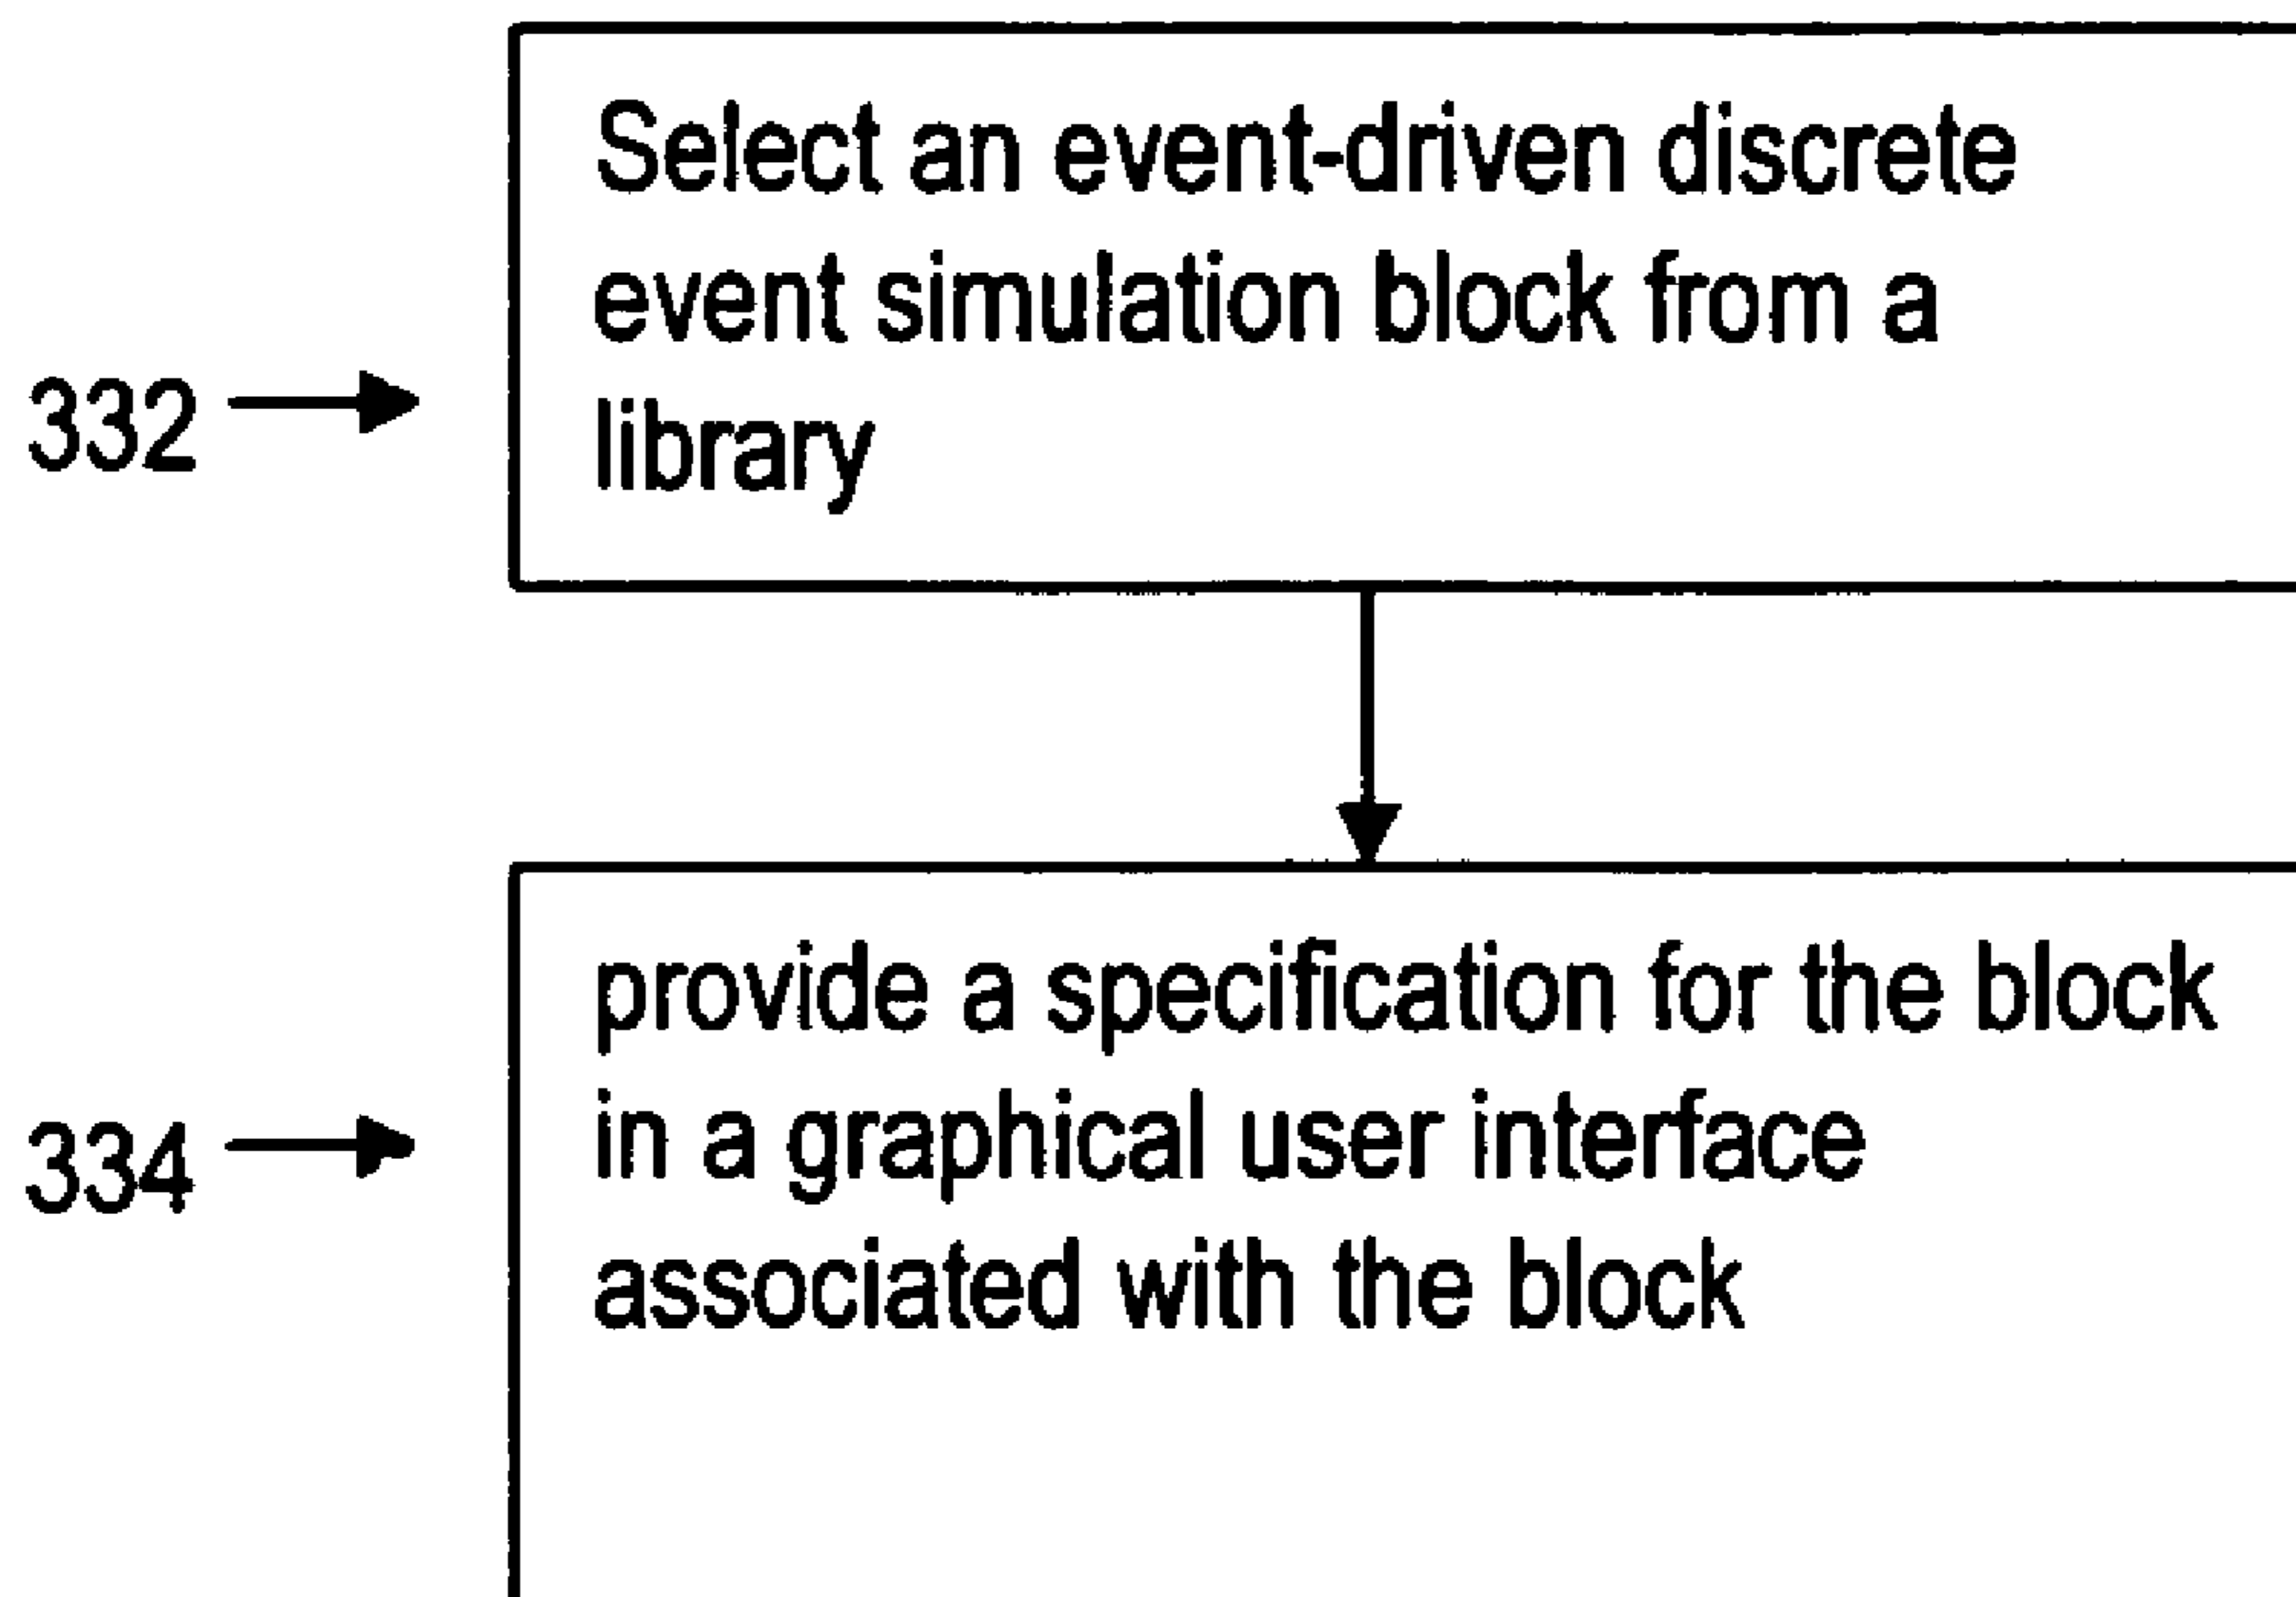 Select an event-driven discrete
event simulation block from a
332
library
provide a specification for the block
in a graphical user interface
334
associated with the block